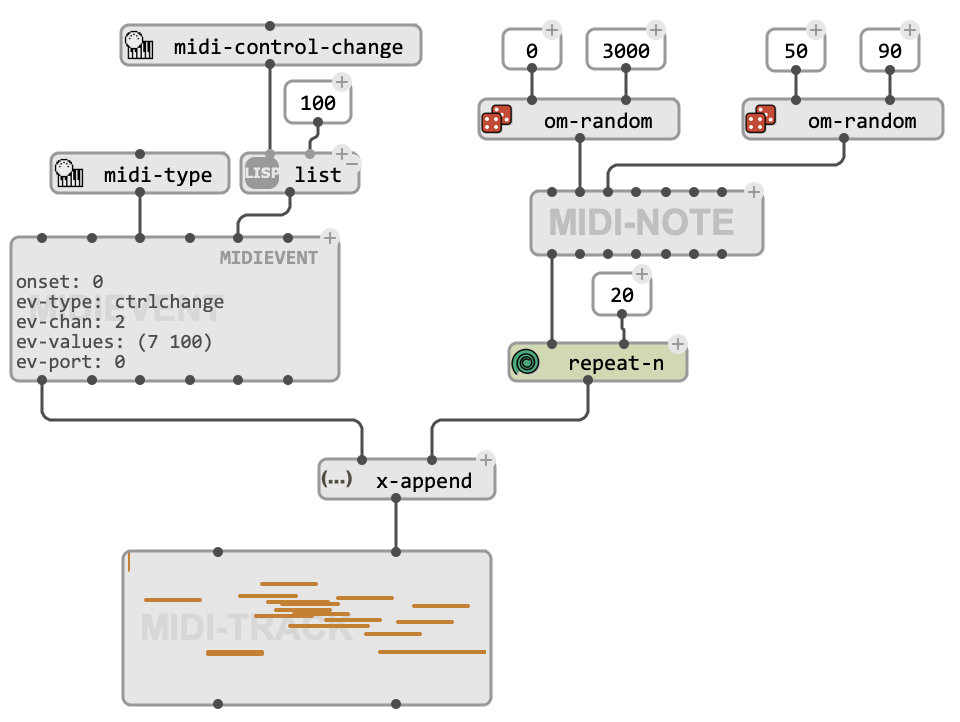 midi-control-change
0
3000
50
90
100
om-random
om-random
midi-type
LISP
list
MIDI-NOTE
MIDIEVENT
MIDIEVENT
onset: 0
ev-type: ctrlchange
ev-chan: 2
ev-values: (7 100)
ev-port: 0
20
repeat-n
(...)
x-append
MIDI-TRACK